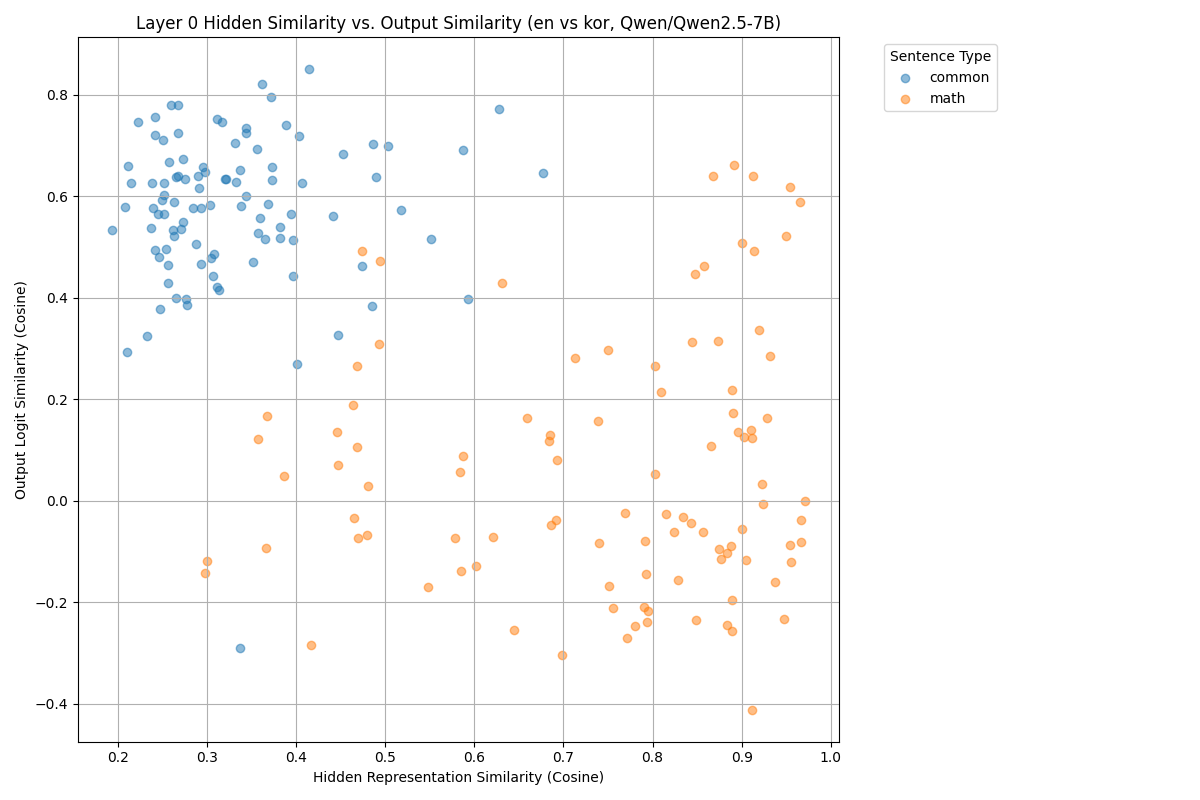 Layer 0 Hidden Similarity vs. Output Similarity (en vs kor, Qwen/Qwen2.5-7B)
Sentence Type
common
math
Output Logit Similarity (Cosine)
0.8
0.6
0.4
0.2
0.0
−0.2
−0.4
0.2 0.3 0.4 0.5 0.6 0.7 0.8 0.9 1.0
Hidden Representation Similarity (Cosine)